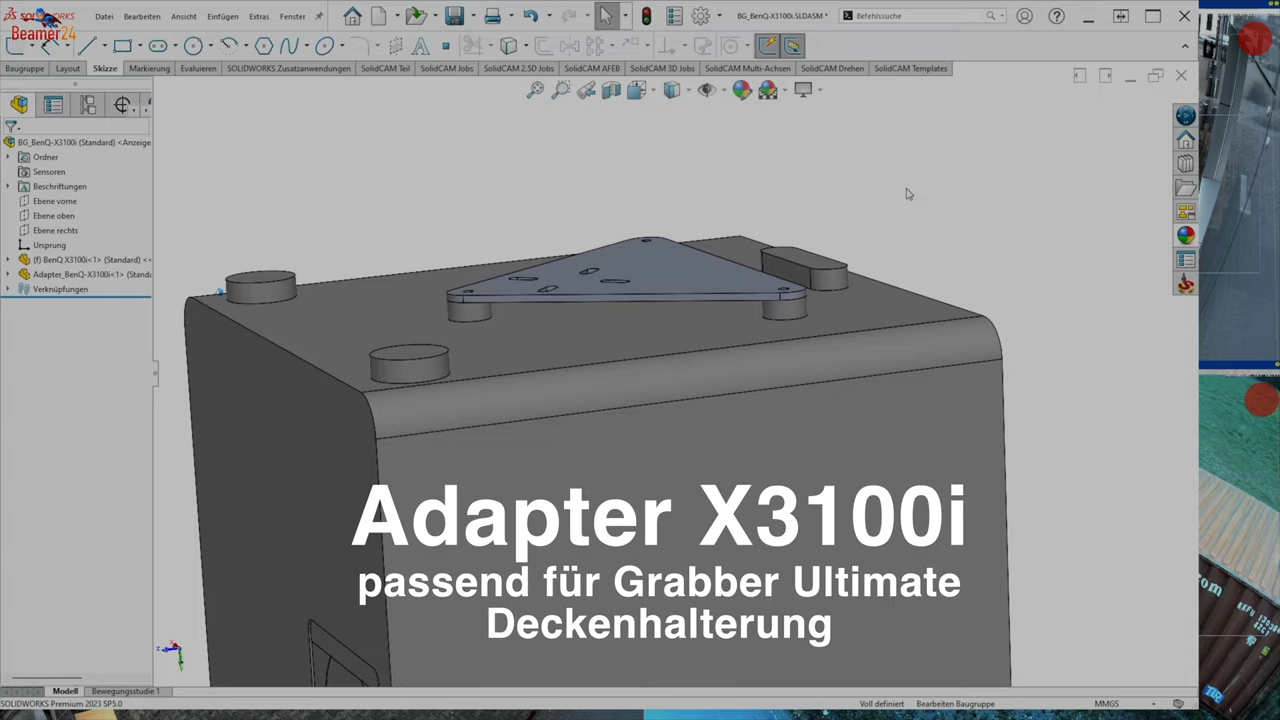 SOLIDWORKS
Beamer24
Datei Bearbeiten Ansicht Einfügen Extras Fenster
BG_BenQ-X3100i.SLDASM *
Befehlssuche
Baugruppe Layout Skizze Markierung Evaluieren SOLIDWORKS Zusatzanwendungen SolidCAM Teil SolidCAM Jobs SolidCAM 2.5D Jobs SolidCAM AFEB SolidCAM 3D Jobs SolidCAM Multi-Achsen SolidCAM Drehen SolidCAM Templates
BG_BenQ-X3100i (Standard) <Anzeige
Ordner
Sensoren
Beschriftungen
Ebene vorne
Ebene oben
Ebene rechts
Ursprung
(f) BenQ X3100i<1> (Standard) <<
Adapter_BenQ-X3100i<1> (Standa
Verknüpfungen
Adapter X3100i
passend für Grabber Ultimate
Deckenhalterung
Modell Bewegungsstudie 1
SOLIDWORKS Premium 2023 SP5.0
Voll definiert Bearbeiten Baugruppe MMGS